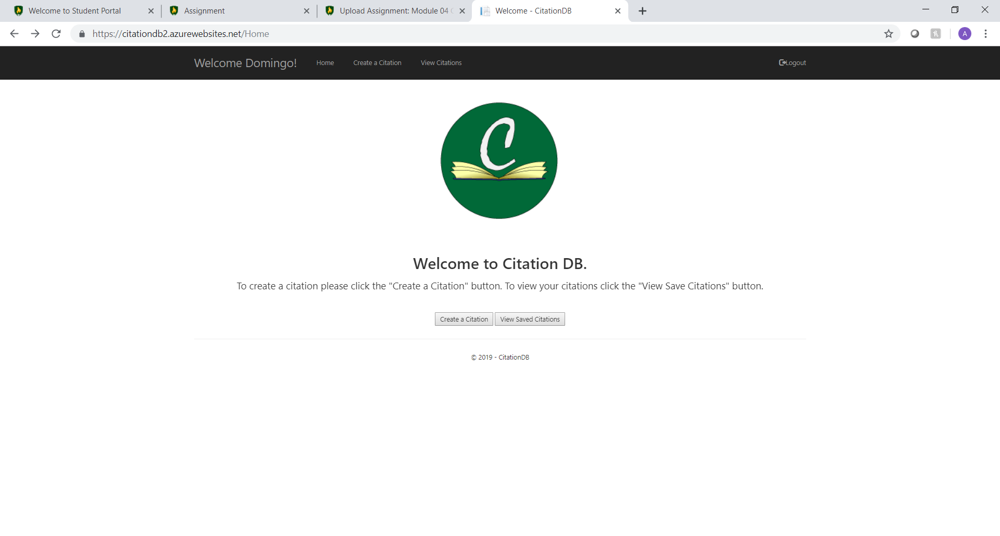 Welcome to Student Portal
Assignment
Upload Assignment: Module 04
Welcome - CitationDB
https://citationdb2.azurewebsites.net/Home
A
Welcome Domingo!
Home
Create a Citation
View Citations
Logout
C
Welcome to Citation DB.
To create a citation please click the "Create a Citation" button. To view your citations click the "View Save Citations" button.
Create a Citation
View Saved Citations
© 2019 - CitationDB